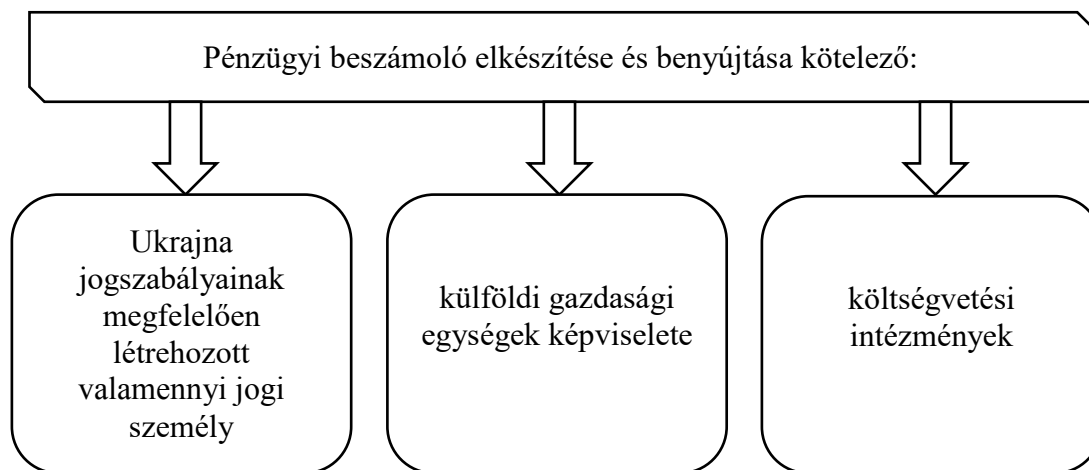 Pénzügyi beszámoló elkészítése és benyújtása kötelező:
Ukrajna
jogszabályainak
megfelelően
létrehozott
valamennyi jogi
személy
külföldi gazdasági
egységek képviselete
költségvetési
intézmények